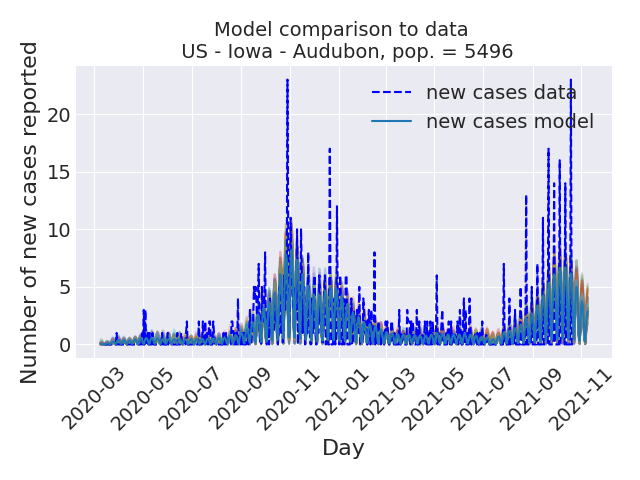 Model comparison to data
US - Iowa - Audubon, pop. = 5496
Number of new cases reported
20
15
10
5
0
new cases data
new cases model
2020-03
2020-05
2020-07
2020-09
2020-11
2021-01
2021-03
2021-05
2021-07
2021-09
2021-11
Day